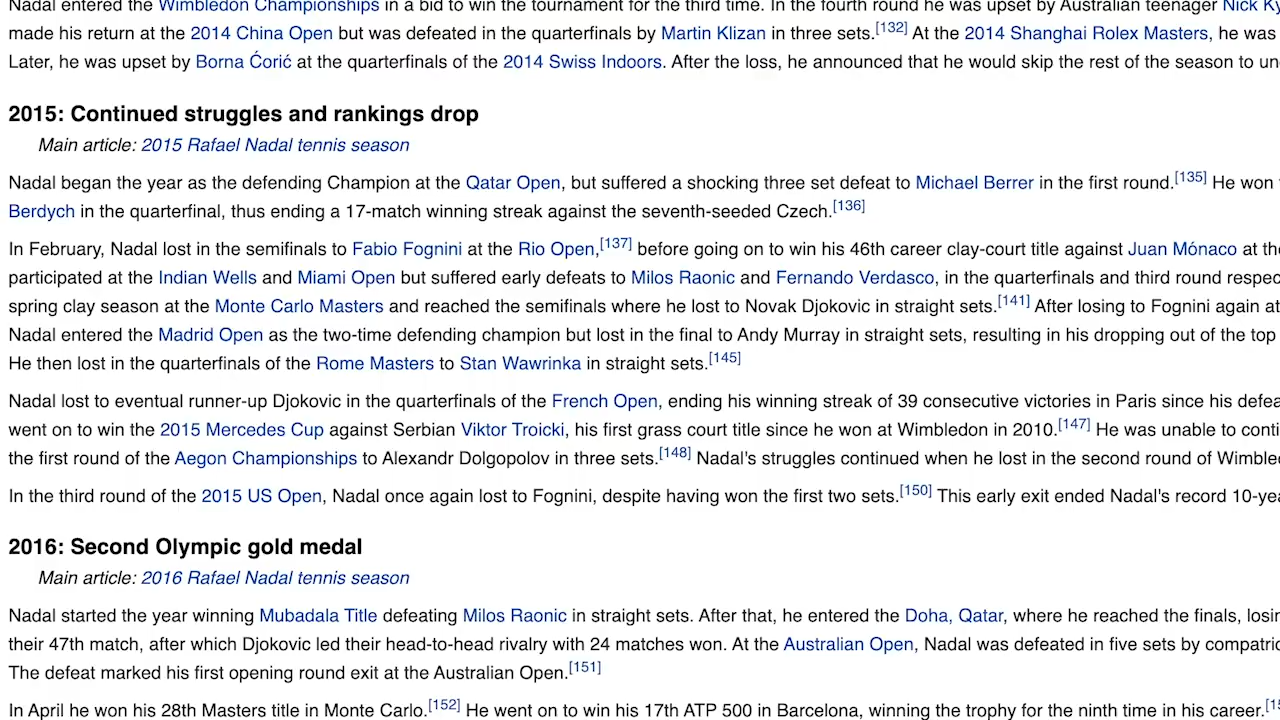 Nadal entered the Wimbledon Championships in a bid to win the tournament for the third time. In the fourth round he was upset by Australian teenager Nick Ky
made his return at the 2014 China Open but was defeated in the quarterfinals by Martin Klizan in three sets.[132] At the 2014 Shanghai Rolex Masters, he was
Later, he was upset by Borna Ćorić at the quarterfinals of the 2014 Swiss Indoors. After the loss, he announced that he would skip the rest of the season to un
2015: Continued struggles and rankings drop
Main article: 2015 Rafael Nadal tennis season
Nadal began the year as the defending Champion at the Qatar Open, but suffered a shocking three set defeat to Michael Berrer in the first round.[135] He won
Berdych in the quarterfinal, thus ending a 17-match winning streak against the seventh-seeded Czech.[136]
In February, Nadal lost in the semifinals to Fabio Fognini at the Rio Open,[137] before going on to win his 46th career clay-court title against Juan Mónaco at the
participated at the Indian Wells and Miami Open but suffered early defeats to Milos Raonic and Fernando Verdasco, in the quarterfinals and third round respec
spring clay season at the Monte Carlo Masters and reached the semifinals where he lost to Novak Djokovic in straight sets.[141] After losing to Fognini again at
Nadal entered the Madrid Open as the two-time defending champion but lost in the final to Andy Murray in straight sets, resulting in his dropping out of the top
He then lost in the quarterfinals of the Rome Masters to Stan Wawrinka in straight sets.[145]
Nadal lost to eventual runner-up Djokovic in the quarterfinals of the French Open, ending his winning streak of 39 consecutive victories in Paris since his defea
went on to win the 2015 Mercedes Cup against Serbian Viktor Troicki, his first grass court title since he won at Wimbledon in 2010.[147] He was unable to conti
the first round of the Aegon Championships to Alexandr Dolgopolov in three sets.[148] Nadal's struggles continued when he lost in the second round of Wimble
In the third round of the 2015 US Open, Nadal once again lost to Fognini, despite having won the first two sets.[150] This early exit ended Nadal's record 10-yea
2016: Second Olympic gold medal
Main article: 2016 Rafael Nadal tennis season
Nadal started the year winning Mubadala Title defeating Milos Raonic in straight sets. After that, he entered the Doha, Qatar, where he reached the finals, losin
their 47th match, after which Djokovic led their head-to-head rivalry with 24 matches won. At the Australian Open, Nadal was defeated in five sets by compatric
The defeat marked his first opening round exit at the Australian Open.[151]
In April he won his 28th Masters title in Monte Carlo.[152] He went on to win his 17th ATP 500 in Barcelona, winning the trophy for the ninth time in his career.